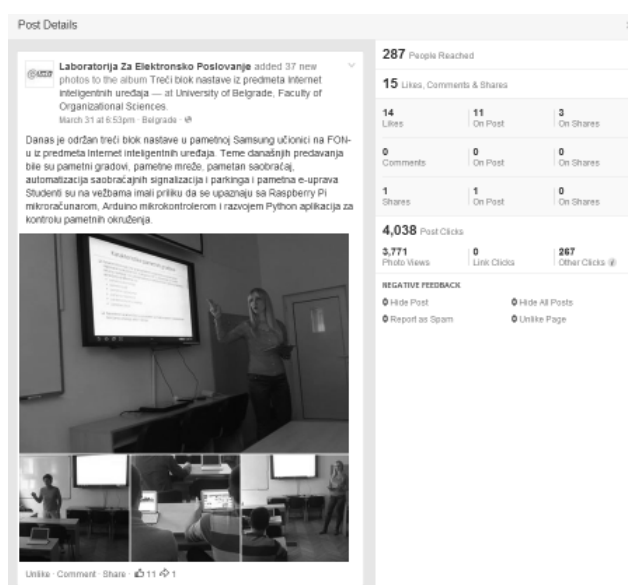 Post Details
Laboratorija Za Elektronsko Poslovanje added 37 new
photos to the album Treći blok nastave iz predmeta Internet
inteligentnih uređaja — at University of Belgrade, Faculty of
Organizational Sciences.
March 31 at 6:53pm · Belgrade ·
Danas je održan treći blok nastave u pametnoj Samsung učionici na FON-
u iz predmeta Internet inteligentnih uređaja. Teme današnjih predavanja
bile su pametni gradovi, pametne mreže, pametan saobraćaj,
automatizacija saobraćajnih signalizacija i parkinga i pametna e-uprava
Studenti su na vežbama imali priliku da se upaznaju sa Raspberry Pi
mikroračunarom, Arduino mikrokontrolerom i razvojem Python aplikacija za
kontrolu pametnih okruženja.
Unlike · Comment · Share · 11 1
287 People Reached
15 Likes, Comments & Shares
14 11 3
Likes On Post On Shares
0 0 0
Comments On Post On Shares
1 1 0
Shares On Post On Shares
4,038 Post Clicks
3,771 0 267
Photo Views Link Clicks Other Clicks
NEGATIVE FEEDBACK
0 Hide Post 0 Hide All Posts
0 Report as Spam 0 Unlike Page